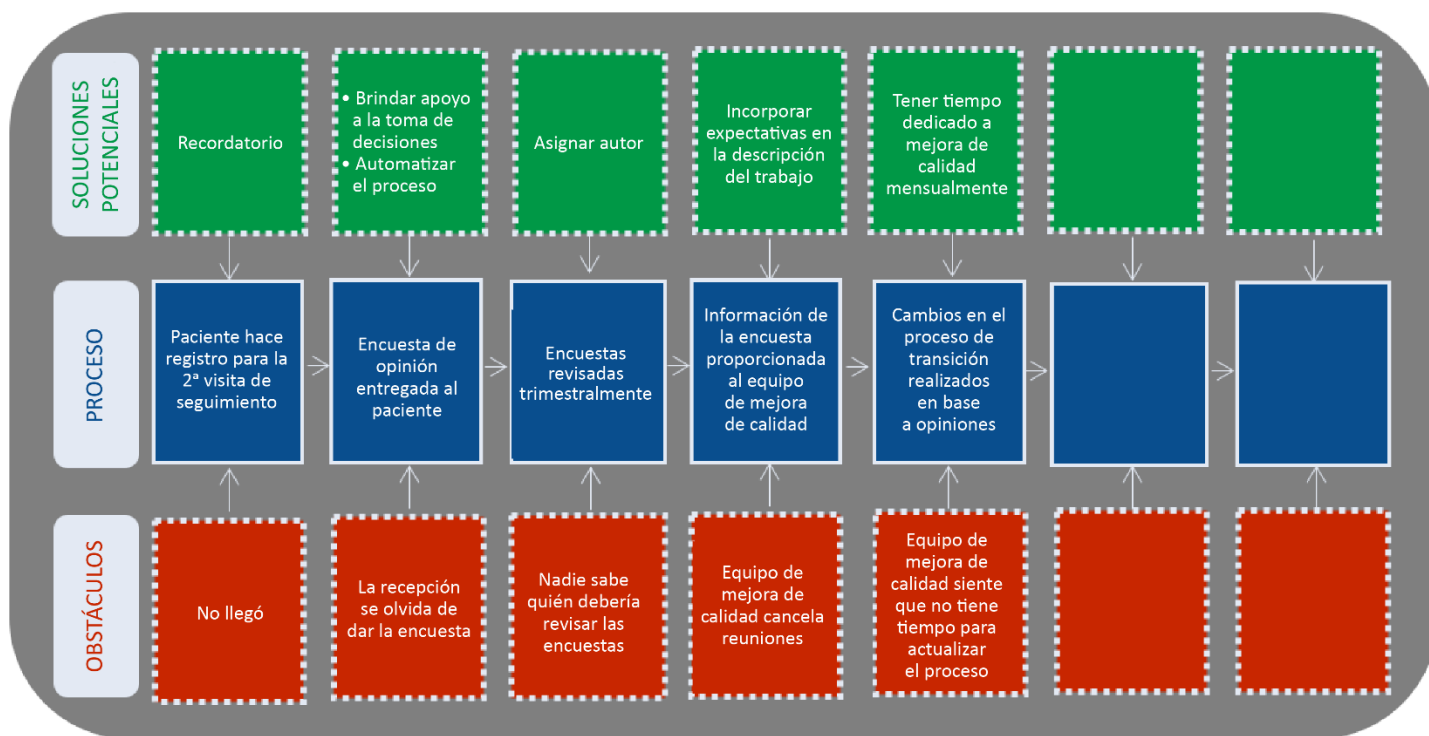 SOLUCIONES
POTENCIALES
Recordatorio
• Brindar apoyo
a la toma de
decisiones
• Automatizar
el proceso
Asignar autor
Incorporar
expectativas en
la descripción
del trabajo
Tener tiempo
dedicado a
mejora de
calidad
mensualmente
PROCESO
Paciente hace
registro para la
2ª visita de
seguimiento
Encuesta de
opinión
entregada al
paciente
Encuestas
revisadas
trimestralmente
Información de
la encuesta
proporcionada
al equipo
de mejora
de calidad
Cambios en el
proceso de
transición
realizados
en base
a opiniones
OBSTÁCULOS
No llegó
La recepción
se olvida de
dar la encuesta
Nadie sabe
quién debería
revisar las
encuestas
Equipo de
mejora de
calidad cancela
reuniones
Equipo de
mejora de
calidad siente
que no tiene
tiempo para
actualizar
el proceso